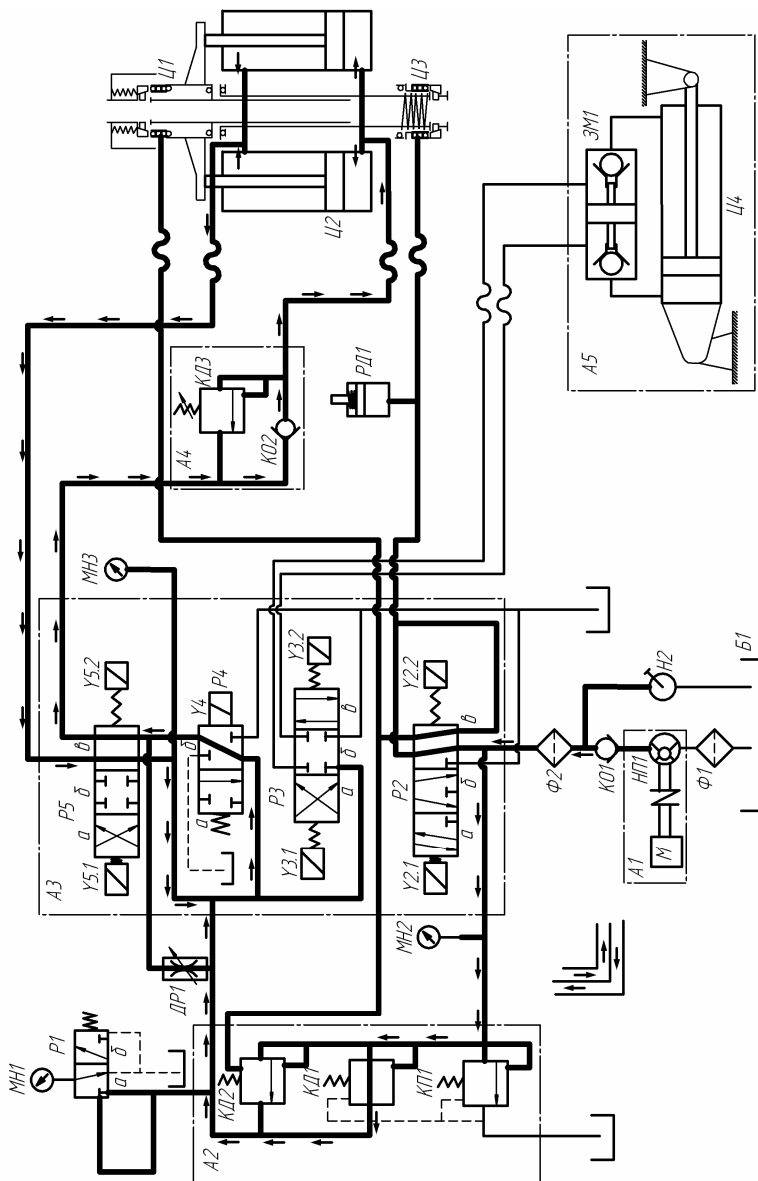 Ц1
Ц3
Ц2
ЗМ1
Ц4
А5
КД3
А4
КО2
РД1
МН3
Y5.2
Р4
Y4
Y3.2
Y2.2
Н2
Б1
в
б
в
Р5
б
а
а
Р3
б
в
а
Р2
б
в
а
Ф2
КО1
НП1
Ф1
Y5.1
А3
Y3.1
Y2.1
А1
М
МН2
ДР1
МН1
Р1
а
б
КД2
КД1
КП1
А2